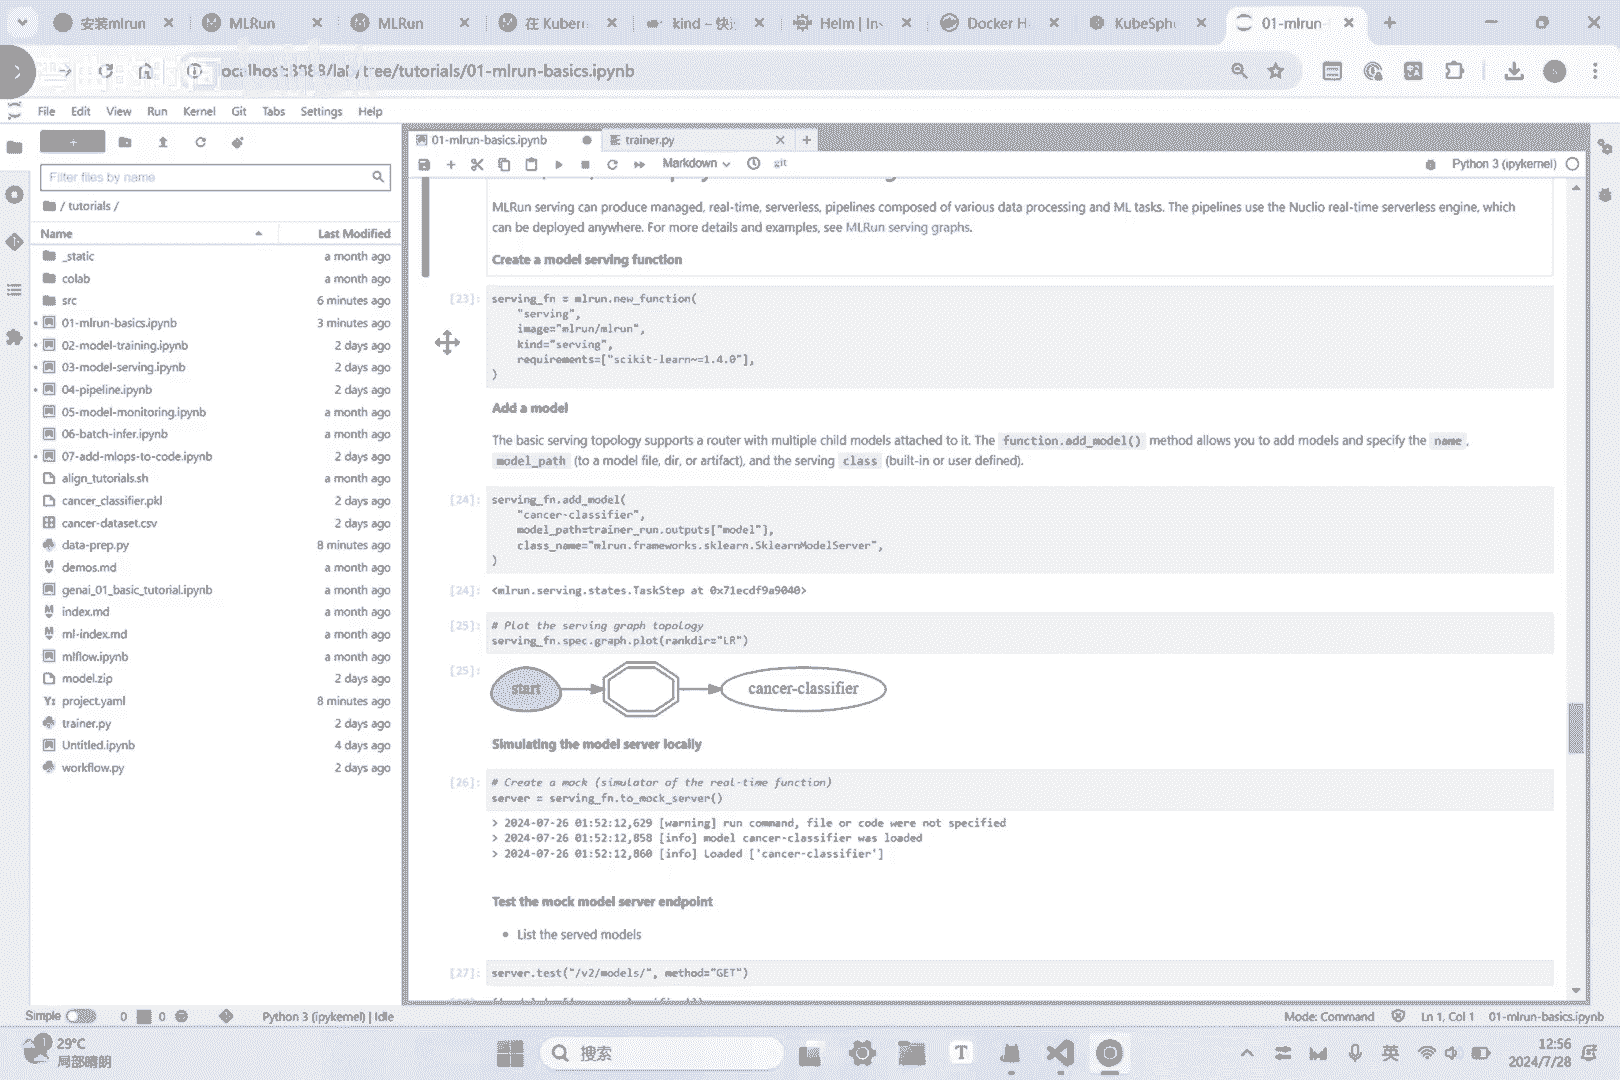 安装mlrun
MLRun
MLRun
在 Kubern
kind – 快
Helm | Ins
Docker H
KubeSphe
01-mlrun-
localhost:8088/lab/tree/tutorials/01-mlrun-basics.ipynb
File Edit View Run Kernel Git Tabs Settings Help
01-mlrun-basics.ipynb
trainer.py
Markdown
git
Python 3 (ipykernel)
Filter files by name
/ tutorials /
Name Last Modified
_static a month ago
colab a month ago
src 6 minutes ago
01-mlrun-basics.ipynb 3 minutes ago
02-model-training.ipynb 2 days ago
03-model-serving.ipynb 2 days ago
04-pipeline.ipynb 2 days ago
05-model-monitoring.ipynb a month ago
06-batch-infer.ipynb a month ago
07-add-mlops-to-code.ipynb 2 days ago
align_tutorials.sh a month ago
cancer_classifier.pkl 2 days ago
cancer-dataset.csv 2 days ago
data-prep.py 8 minutes ago
demos.md a month ago
genai_01_basic_tutorial.ipynb a month ago
index.md a month ago
ml-index.md a month ago
mlflow.ipynb a month ago
model.zip 2 days ago
project.yaml 8 minutes ago
trainer.py 2 days ago
Untitled.ipynb 4 days ago
workflow.py 2 days ago
MLRun serving can produce managed, real-time, serverless, pipelines composed of various data processing and ML tasks. The pipelines use the Nuclio real-time serverless engine, which
can be deployed anywhere. For more details and examples, see MLRun serving graphs.
Create a model serving function
[23]: serving_fn = mlrun.new_function(
"serving",
image="mlrun/mlrun",
kind="serving",
requirements=["scikit-learn~=1.4.0"],
)
Add a model
The basic serving topology supports a router with multiple child models attached to it. The function.add_model() method allows you to add models and specify the name,
model_path (to a model file, dir, or artifact), and the serving class (built-in or user defined).
[24]: serving_fn.add_model(
"cancer-classifier",
model_path=trainer_run.outputs["model"],
class_name="mlrun.frameworks.sklearn.SklearnModelServer",
)
[24]: <mlrun.serving.states.TaskStep at 0x71ecdf9a9040>
[25]: # Plot the serving graph topology
serving_fn.spec.graph.plot(rankdir="LR")
[25]:
start
cancer-classifier
Simulating the model server locally
[26]: # Create a mock (simulator of the real-time function)
server = serving_fn.to_mock_server()
> 2024-07-26 01:52:12,629 [warning] run command, file or code were not specified
> 2024-07-26 01:52:12,858 [info] model cancer-classifier was loaded
> 2024-07-26 01:52:12,860 [info] Loaded ['cancer-classifier']
Test the mock model server endpoint
• List the served models
[27]: server.test("/v2/models/", method="GET")
Simple 0 0 Python 3 (ipykernel) | Idle
Mode: Command Ln 1, Col 1 01-mlrun-basics.ipynb
29°C
局部晴朗
搜索
英
12:56
2024/7/28